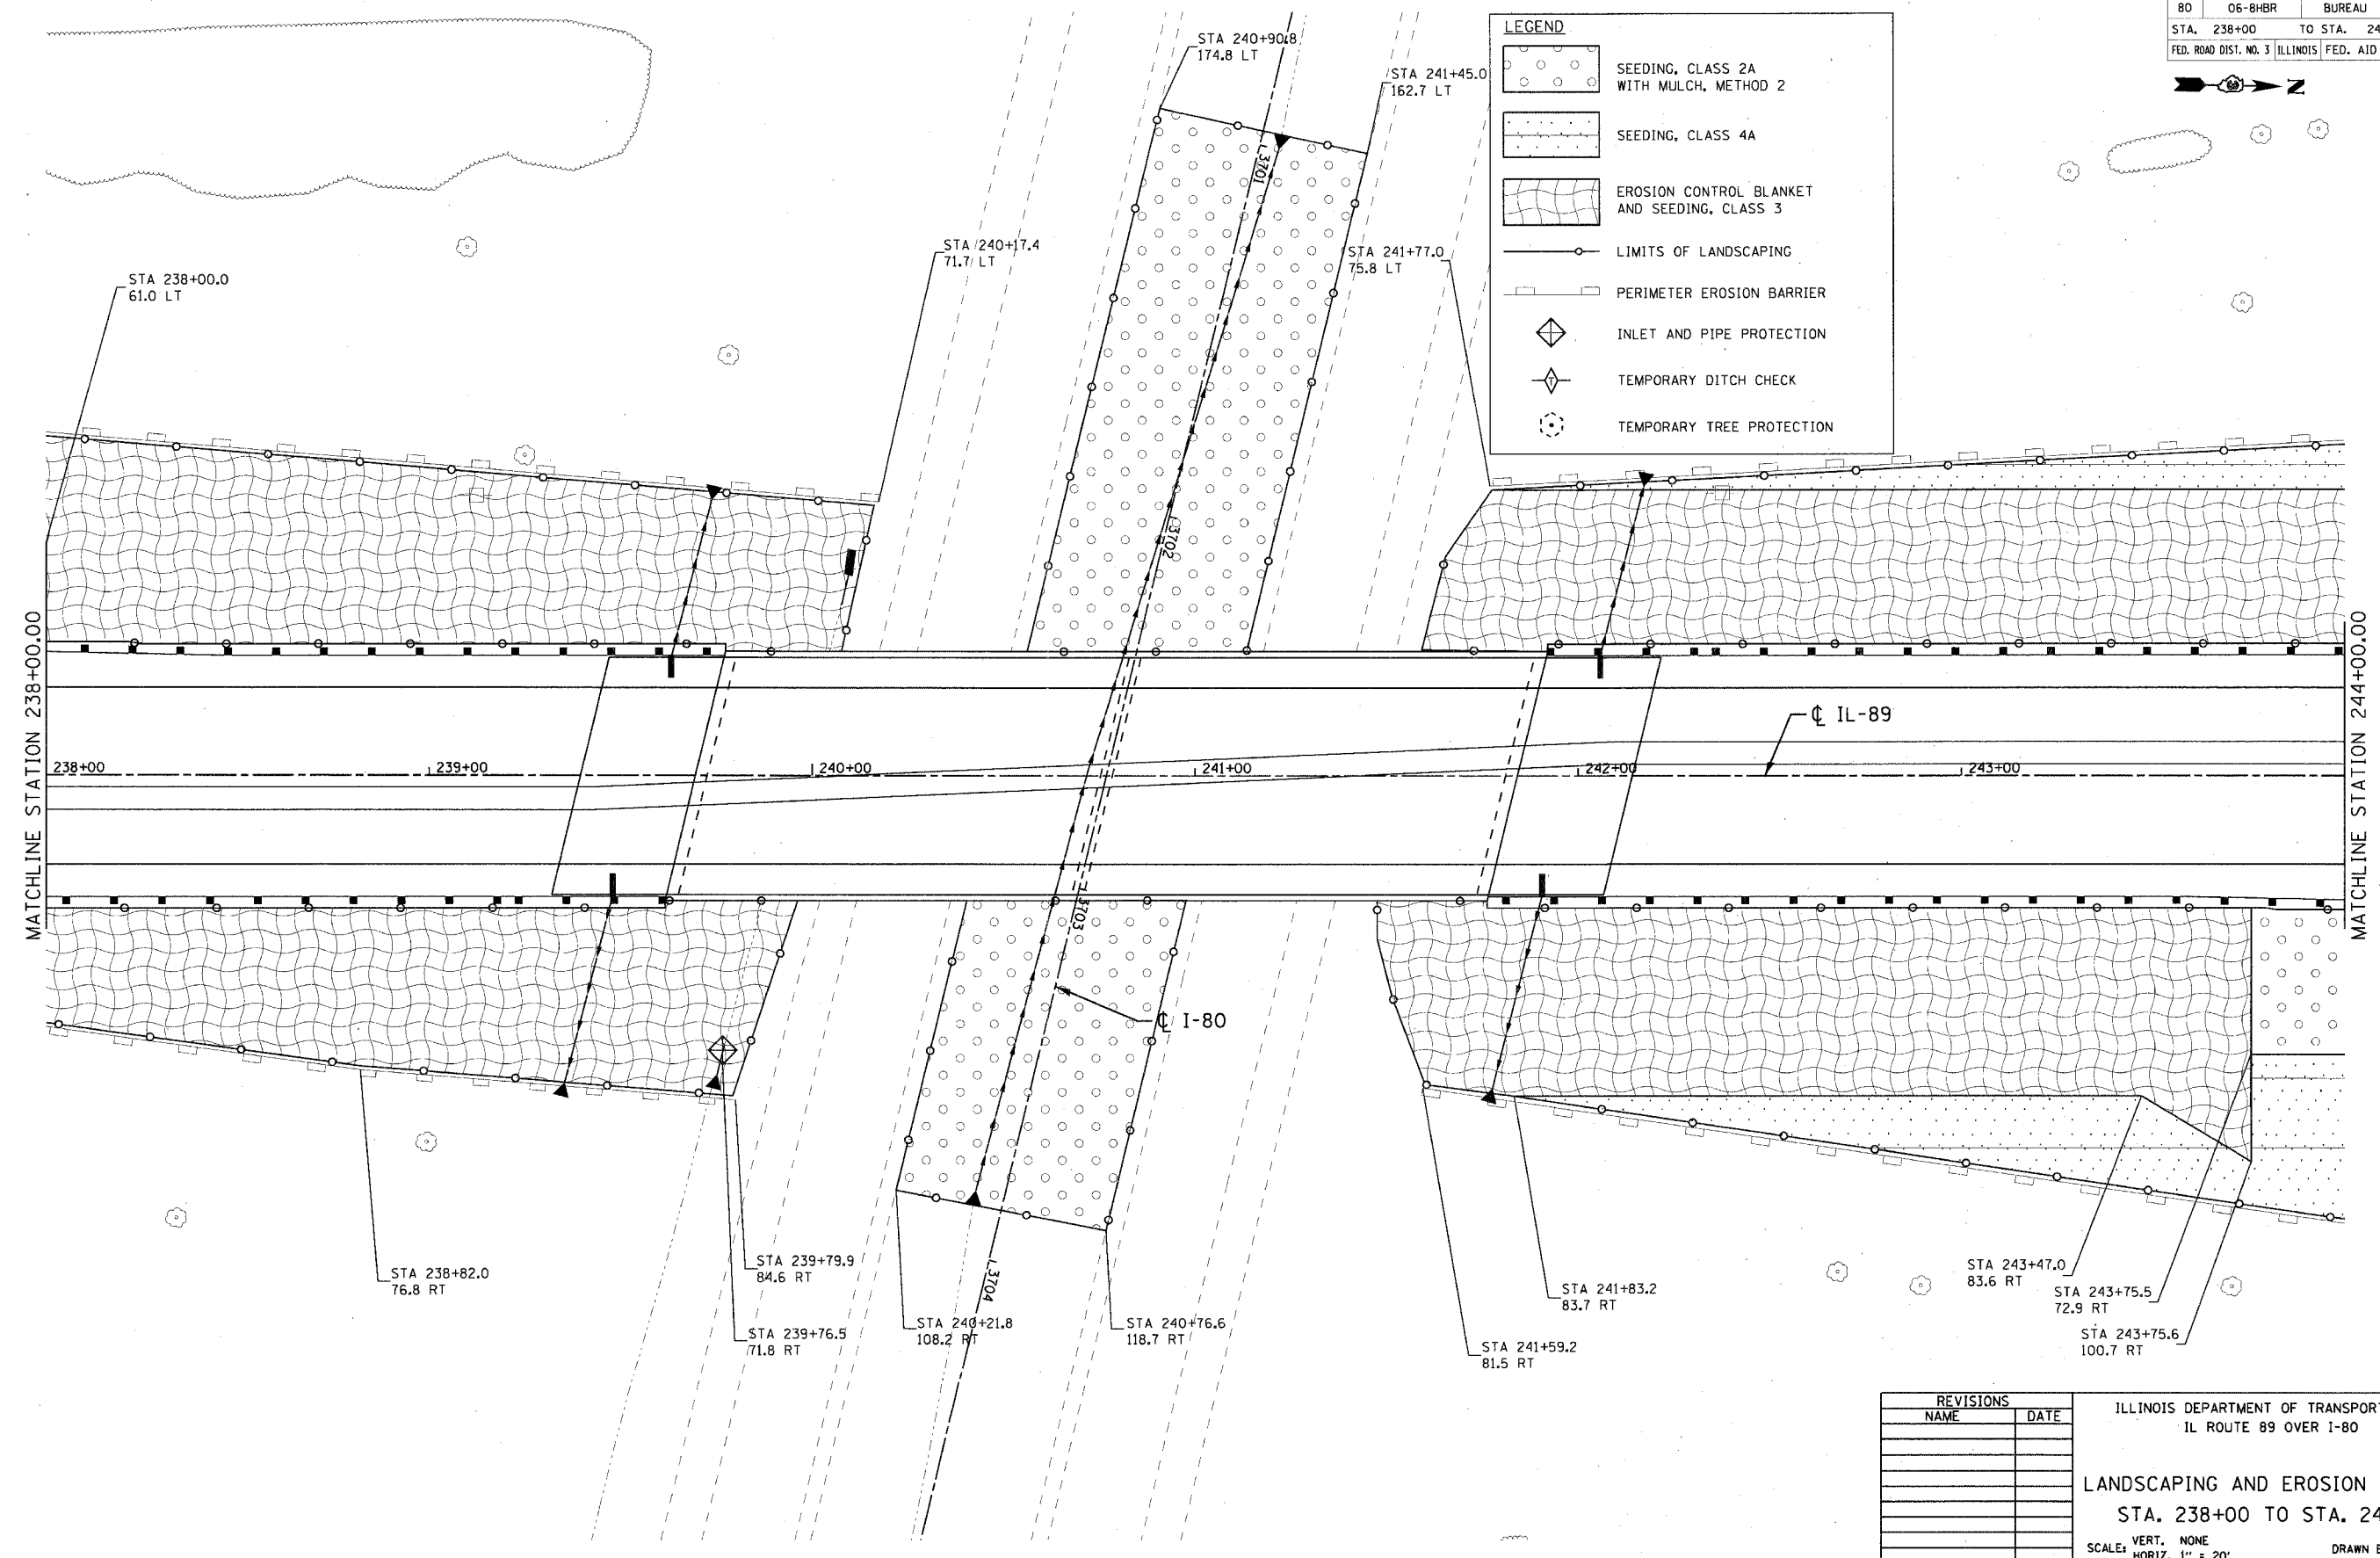 80 06-8HBR BUREAU
STA. 238+00 TO STA. 24
FED. ROAD DIST. NO. 3 ILLINOIS FED. AID
N
LEGEND
SEEDING, CLASS 2A
WITH MULCH, METHOD 2
SEEDING, CLASS 4A
EROSION CONTROL BLANKET
AND SEEDING, CLASS 3
LIMITS OF LANDSCAPING
PERIMETER EROSION BARRIER
INLET AND PIPE PROTECTION
T
TEMPORARY DITCH CHECK
TEMPORARY TREE PROTECTION
STA 240+90.8
174.8 LT
STA 241+45.0
162.7 LT
STA 240+17.4
71.7 LT
STA 241+77.0
75.8 LT
STA 238+00.0
61.0 LT
3701
3702
MATCHLINE STATION 238+00.00
MATCHLINE STATION 244+00.00
℄ IL-89
238+00
239+00
240+00
241+00
242+00
243+00
3703
℄ I-80
3704
STA 238+82.0
76.8 RT
STA 239+79.9
84.6 RT
STA 239+76.5
71.8 RT
STA 240+21.8
108.2 RT
STA 240+76.6
118.7 RT
STA 241+83.2
83.7 RT
STA 241+59.2
81.5 RT
STA 243+47.0
83.6 RT
STA 243+75.5
72.9 RT
STA 243+75.6
100.7 RT
REVISIONS
NAME DATE
ILLINOIS DEPARTMENT OF TRANSPOR
IL ROUTE 89 OVER I-80
LANDSCAPING AND EROSION
STA. 238+00 TO STA. 24
SCALE: VERT. NONE
HORIZ. 1" = 20'
DRAWN